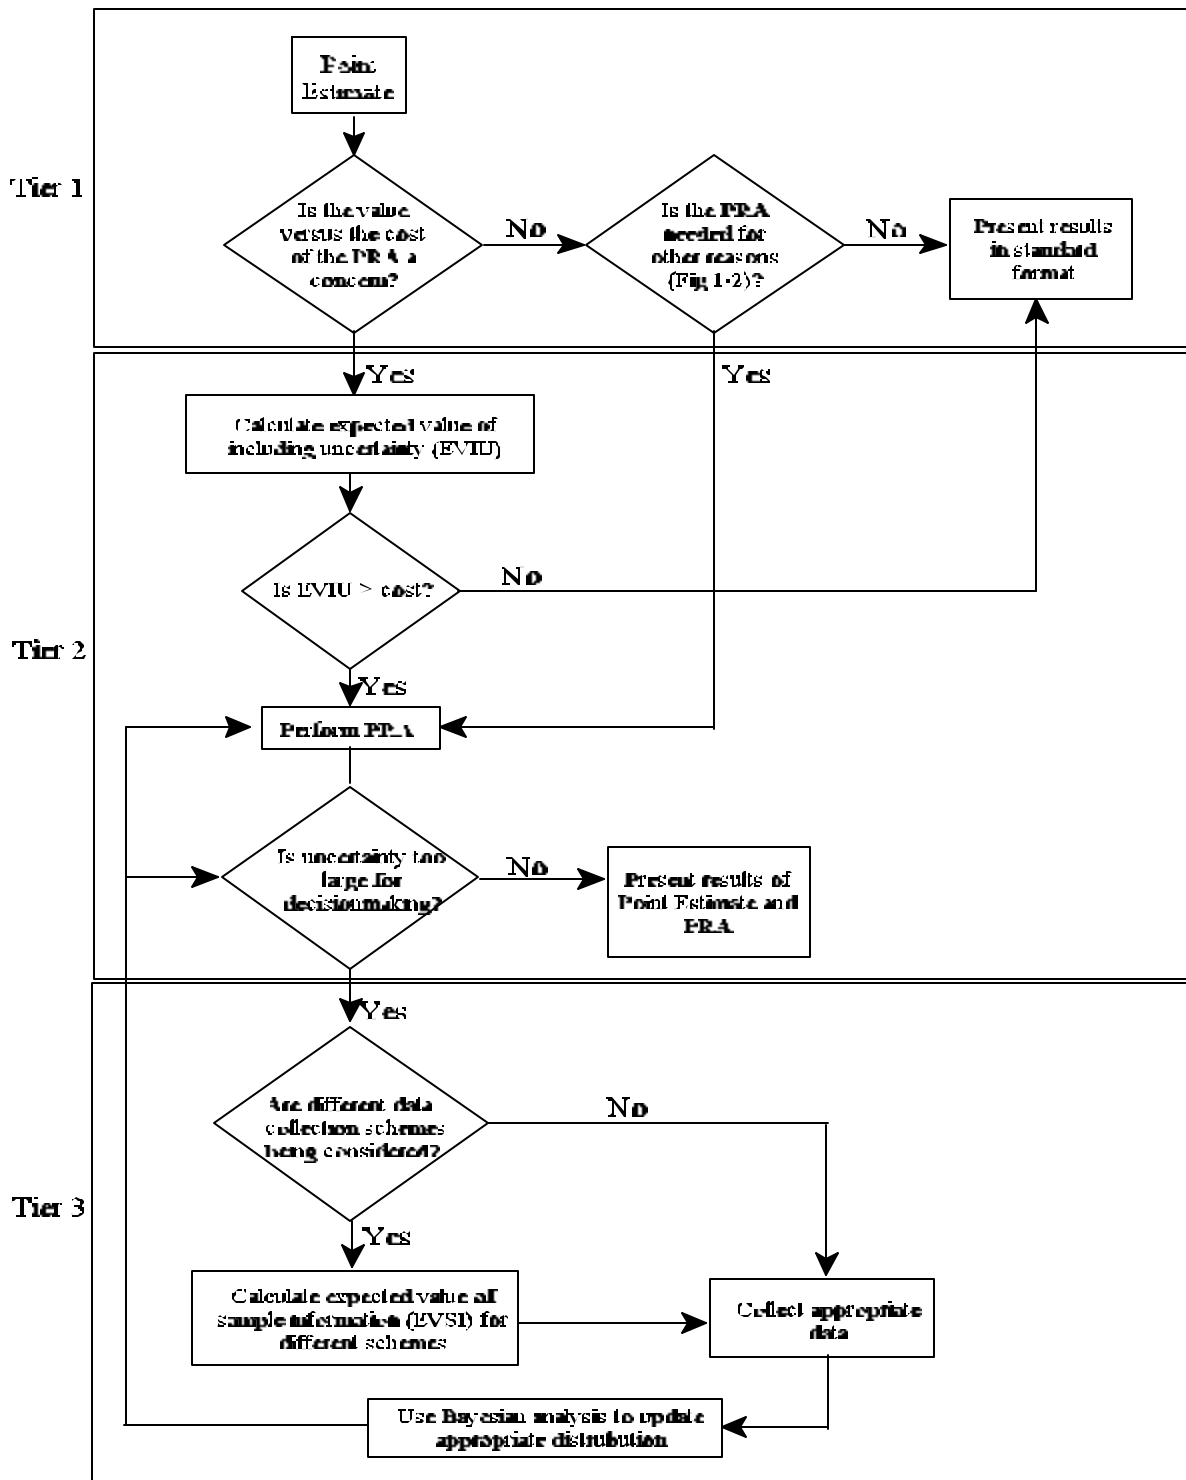 Point
Estimate
Tier 1
Is the value
versus the cost
of the PRA a
concern?
No
Is the PRA
needed for
other reasons
(Fig 1-2)?
No
Present results
in standard
format
Yes
Yes
Calculate expected value of
including uncertainty (EVIU)
Is EVIU > cost?
No
Tier 2
Yes
Perform PRA
Is uncertainty too
large for
decisionmaking?
No
Present results of
Point Estimate and
PRA
Yes
Are different data
collection schemes
being considered?
No
Tier 3
Yes
Calculate expected value of
sample information (EVSI) for
different schemes
Collect appropriate
data
Use Bayesian analysis to update
appropriate distrubution